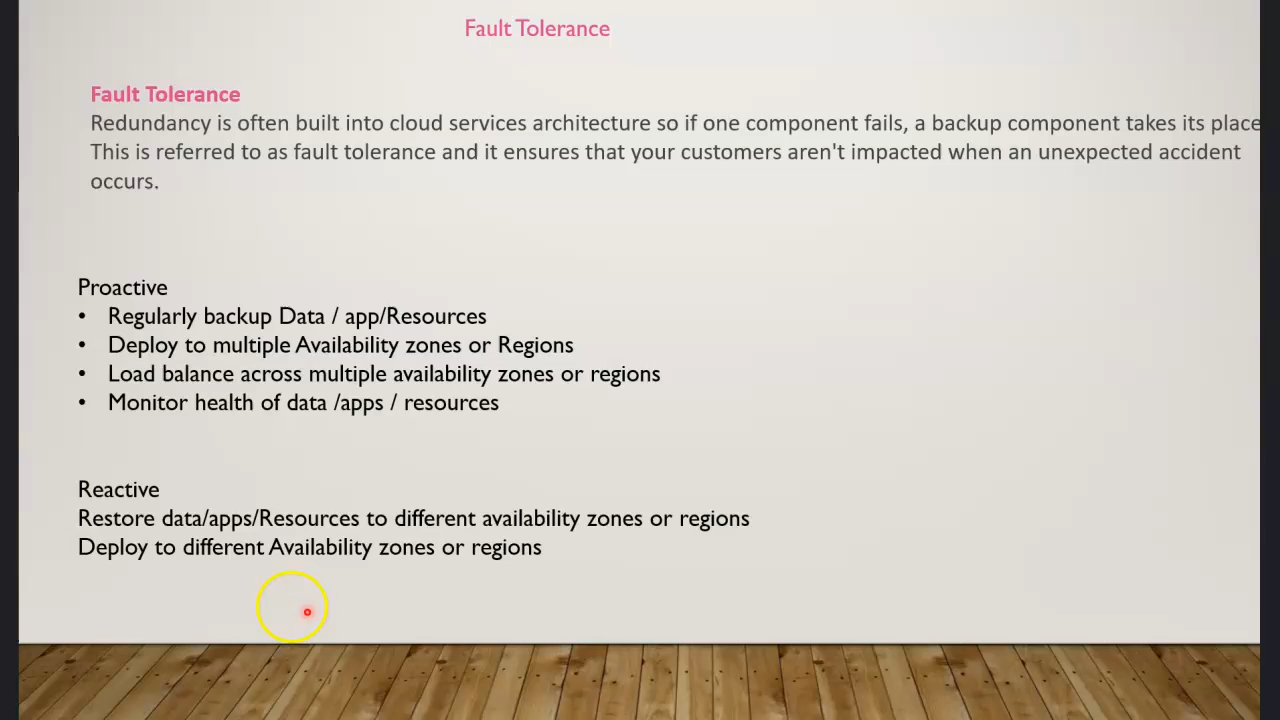 Fault Tolerance
Fault Tolerance
Redundancy is often built into cloud services architecture so if one component fails, a backup component takes its place
This is referred to as fault tolerance and it ensures that your customers aren't impacted when an unexpected accident
occurs.
Proactive
• Regularly backup Data / app/Resources
• Deploy to multiple Availability zones or Regions
• Load balance across multiple availability zones or regions
• Monitor health of data /apps / resources
Reactive
Restore data/apps/Resources to different availability zones or regions
Deploy to different Availability zones or regions